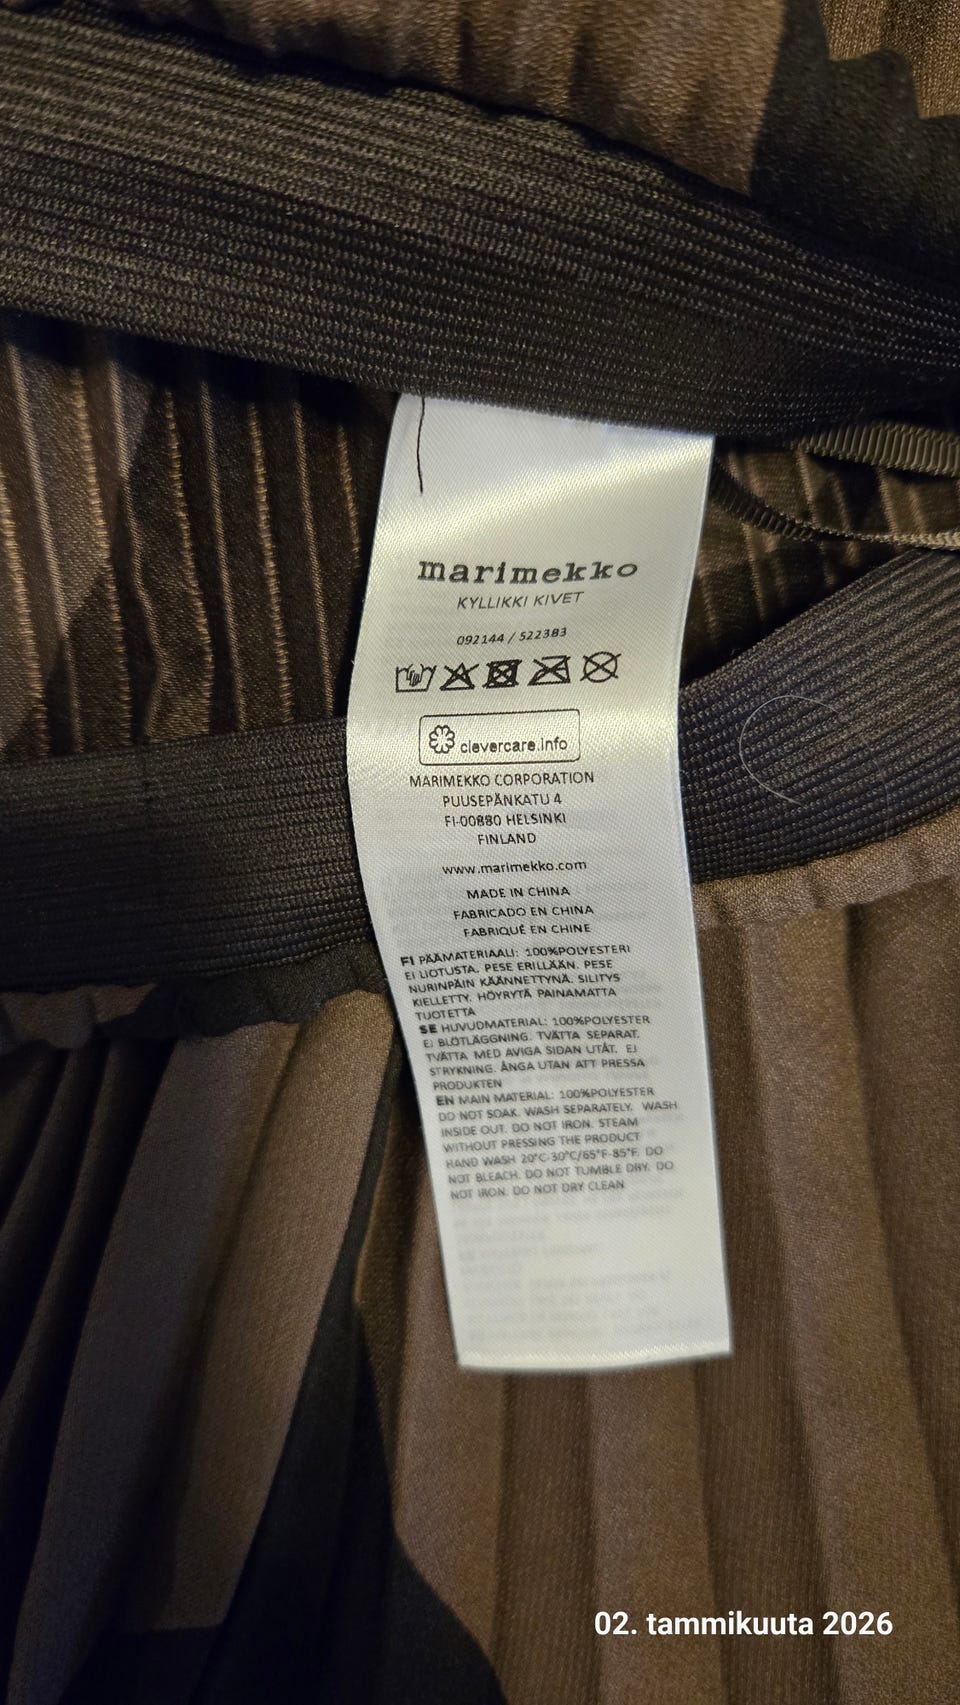 marimekko
KYLLIKKI KIVET
092144 / 522383
clevercare.info
MARIMEKKO CORPORATION
PUUSEPÄNKATU 4
FI-00880 HELSINKI
FINLAND
www.marimekko.com
MADE IN CHINA
FABRICADO EN CHINA
FABRIQUÉ EN CHINE
FI PÄÄMATERIAALI: 100%POLYESTERI
EI LIOTUSTA. PESE ERILLÄÄN. PESE
NURINPÄIN KÄÄNNETTYNÄ. SILITYS
KIELLETTY. HÖYRYTÄ PAINAMATTA
TUOTETTA
SE HUVUDMATERIAL: 100%POLYESTER
EJ BLÖTLÄGGNING. TVÄTTA SEPARAT.
TVÄTTA MED AVIGA SIDAN UTÅT. EJ
STRYKNING. ÅNGA UTAN ATT PRESSA
PRODUKTEN
EN MAIN MATERIAL: 100%POLYESTER
DO NOT SOAK. WASH SEPARATELY. WASH
INSIDE OUT. DO NOT IRON. STEAM
WITHOUT PRESSING THE PRODUCT
HAND WASH 20°C-30°C/65°F-85°F. DO
NOT BLEACH. DO NOT TUMBLE DRY. DO
NOT IRON. DO NOT DRY CLEAN
02. tammikuuta 2026